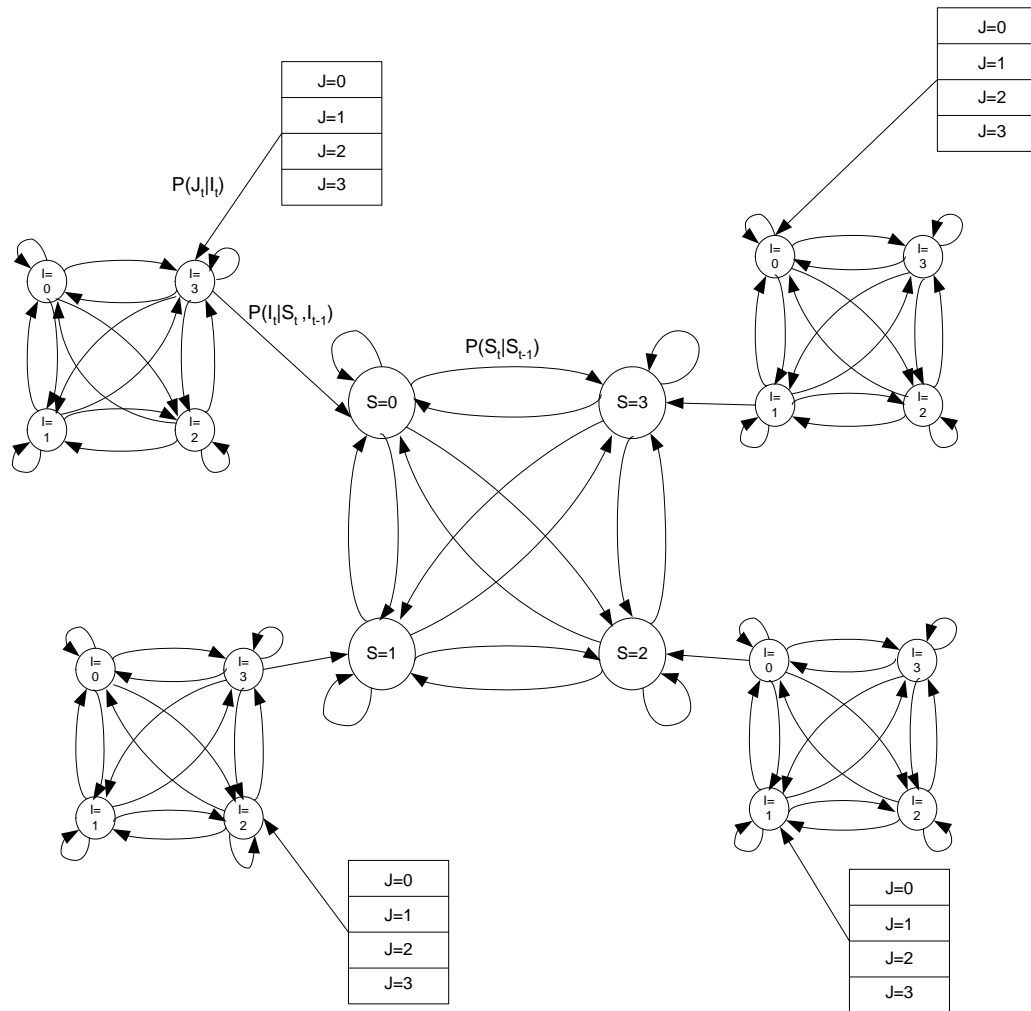 J=0
J=1
J=2
J=3
J=0
J=1
J=2
J=3
P(J_t|I_t)
I=
0
I=
3
I=
1
I=
2
P(I_t|S_t ,I_{t-1})
P(S_t|S_{t-1})
I=
0
I=
3
I=
1
I=
2
S=0
S=3
S=1
S=2
I=
0
I=
3
I=
1
I=
2
I=
0
I=
3
I=
1
I=
2
J=0
J=1
J=2
J=3
J=0
J=1
J=2
J=3